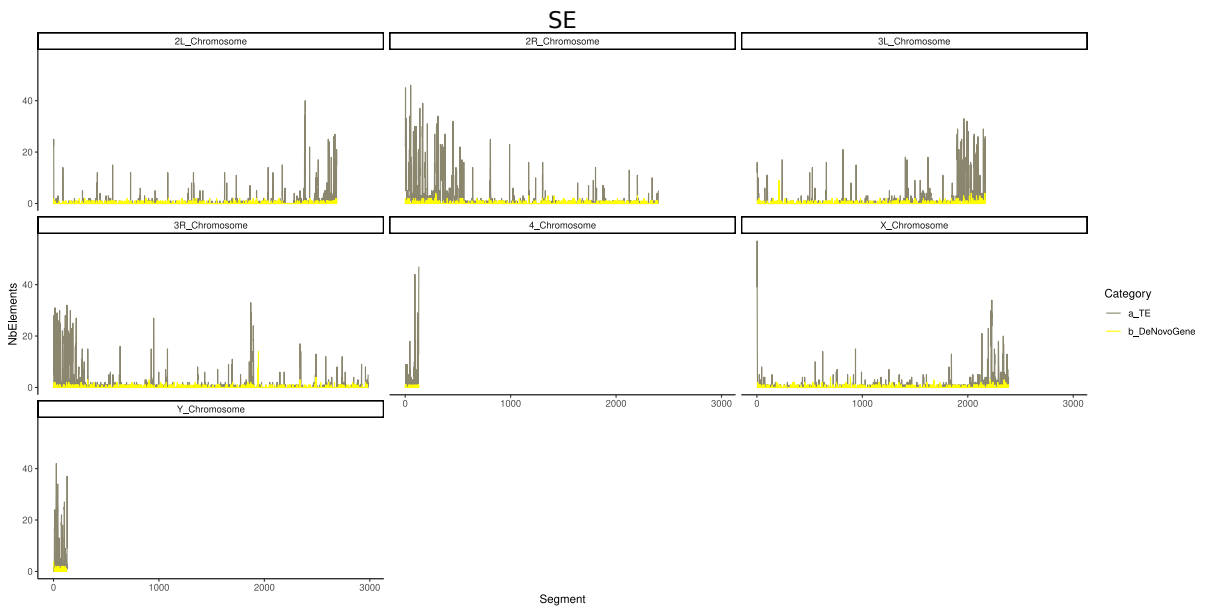 SE
2L_Chromosome
2R_Chromosome
3L_Chromosome
40
20
0
3R_Chromosome
4_Chromosome
X_Chromosome
40
20
0
0
1000
2000
3000
0
1000
2000
3000
Y_Chromosome
40
20
0
0
1000
2000
3000
NbElements
Segment
Category
a_TE
b_DeNovoGene